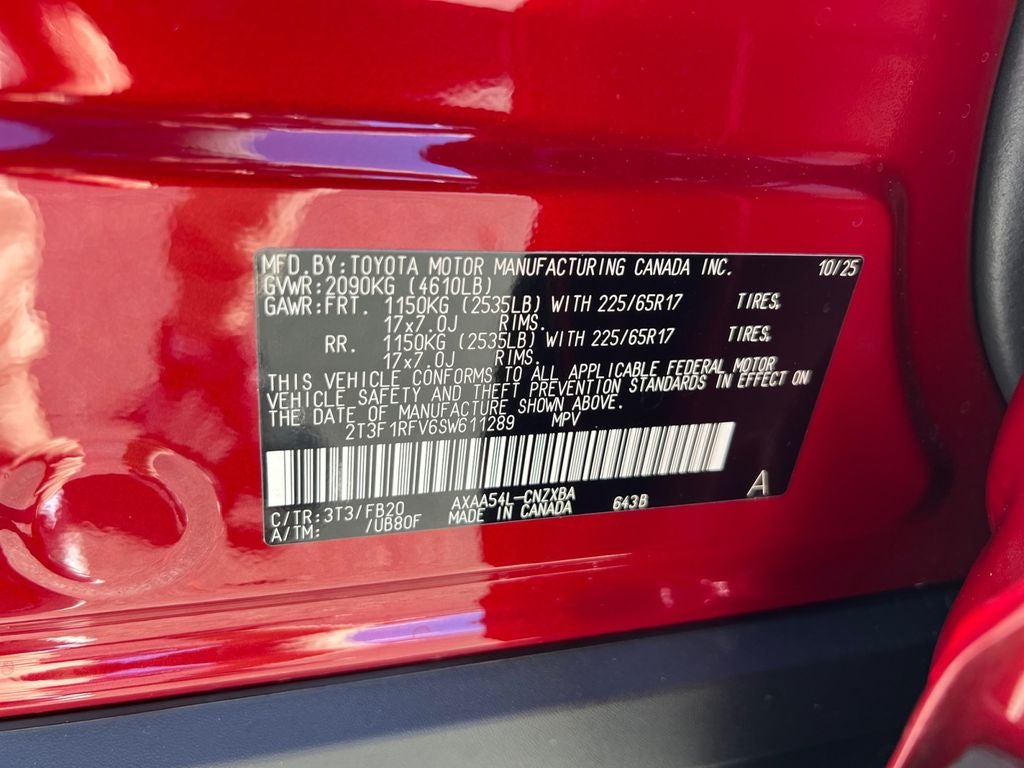 MFD.BY:TOYOTA MOTOR MANUFACTURING CANADA INC. 10/25
GVWR:2090KG (4610LB)
GAWR:FRT. 1150KG (2535LB) WITH 225/65R17 TIRES,
17x7.0J RIMS.
RR. 1150KG (2535LB) WITH 225/65R17 TIRES,
17x7.0J RIMS.
THIS VEHICLE CONFORMS TO ALL APPLICABLE FEDERAL MOTOR
VEHICLE SAFETY AND THEFT PREVENTION STANDARDS IN EFFECT ON
THE DATE OF MANUFACTURE SHOWN ABOVE.
2T3F1RFV6SW611289 MPV
C/TR:3T3/FB20 AXAA54L-CNZXBA 643B A
A/TM: /UB80F MADE IN CANADA